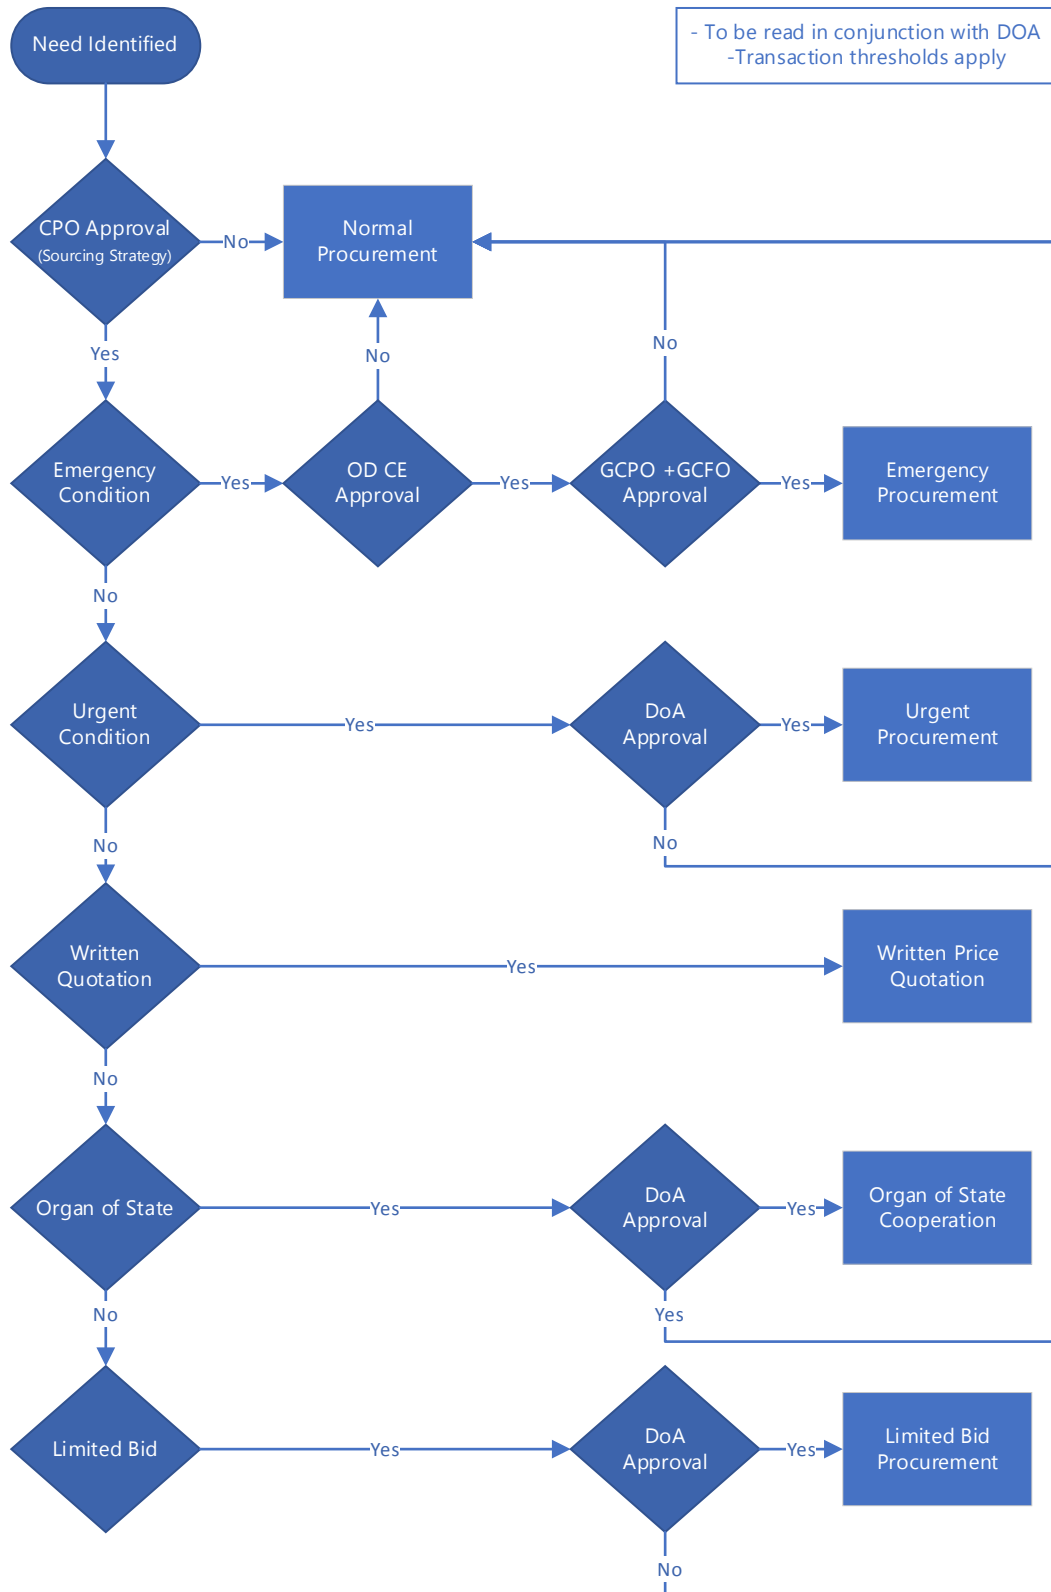 Need Identified
- To be read in conjunction with DOA
-Transaction thresholds apply
CPO Approval
(Sourcing Strategy)
No
Normal
Procurement
Yes
No
No
Emergency
Condition
Yes
OD CE
Approval
Yes
GCPO +GCFO
Approval
Yes
Emergency
Procurement
No
Urgent
Condition
Yes
DoA
Approval
Yes
Urgent
Procurement
No
No
Written
Quotation
Yes
Written Price
Quotation
No
Organ of State
Yes
DoA
Approval
Yes
Organ of State
Cooperation
No
Yes
Limited Bid
Yes
DoA
Approval
Yes
Limited Bid
Procurement
No